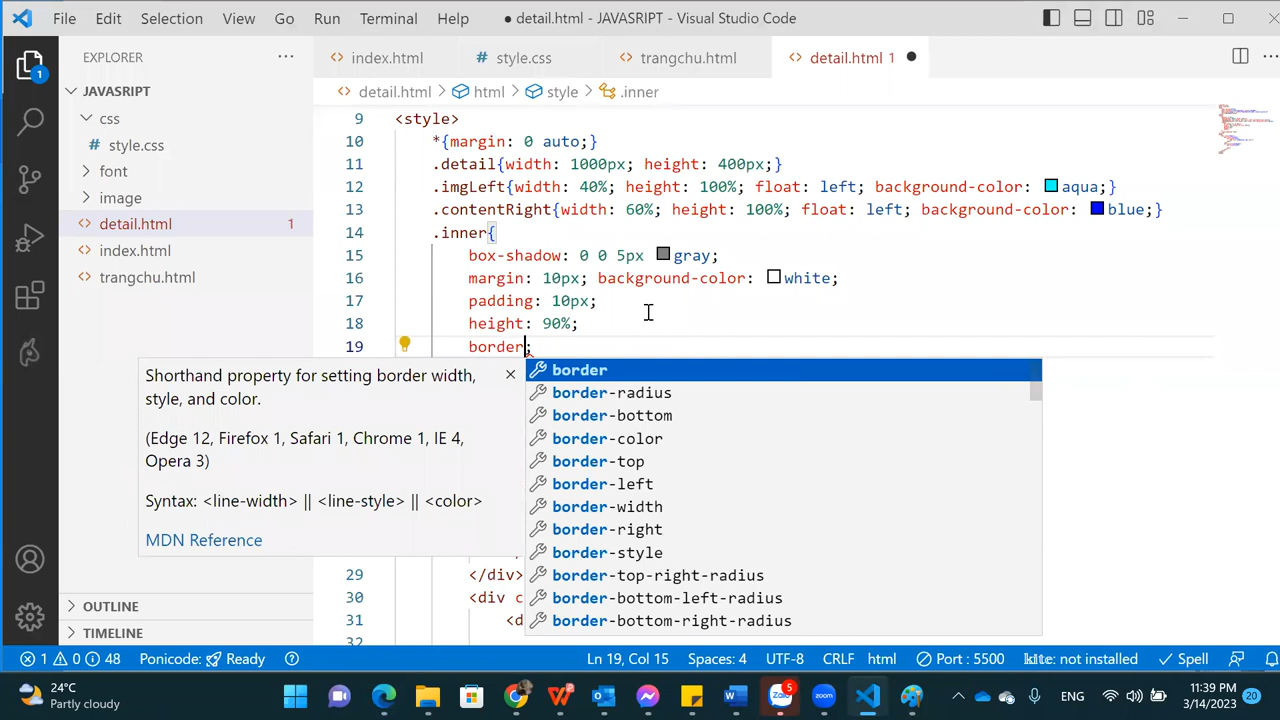 File Edit Selection View Go Run Terminal Help ● detail.html - JAVASRIPT - Visual Studio Code
EXPLORER ···
index.html # style.css trangchu.html detail.html 1 ●
JAVASRIPT
detail.html > html > style > .inner
css
# style.css
font
image
detail.html 1
index.html
trangchu.html
OUTLINE
TIMELINE
9 <style>
10 *{margin: 0 auto;}
11 .detail{width: 1000px; height: 400px;}
12 .imgLeft{width: 40%; height: 100%; float: left; background-color: aqua;}
13 .contentRight{width: 60%; height: 100%; float: left; background-color: blue;}
14 .inner{
15 box-shadow: 0 0 5px gray;
16 margin: 10px; background-color: white;
17 padding: 10px;
18 height: 90%;
19 border;
Shorthand property for setting border width,
style, and color.
(Edge 12, Firefox 1, Safari 1, Chrome 1, IE 4,
Opera 3)
Syntax: <line-width> || <line-style> || <color>
MDN Reference
border
border-radius
border-bottom
border-color
border-top
border-left
border-width
border-right
border-style
border-top-right-radius
border-bottom-left-radius
border-bottom-right-radius
29 </div>
30 <div c
31 <d
32
1 0 48 Ponicode: Ready Ln 19, Col 15 Spaces: 4 UTF-8 CRLF html Port : 5500 kite: not installed Spell
24°C
Partly cloudy
5
zoom
ENG
11:39 PM
3/14/2023
20